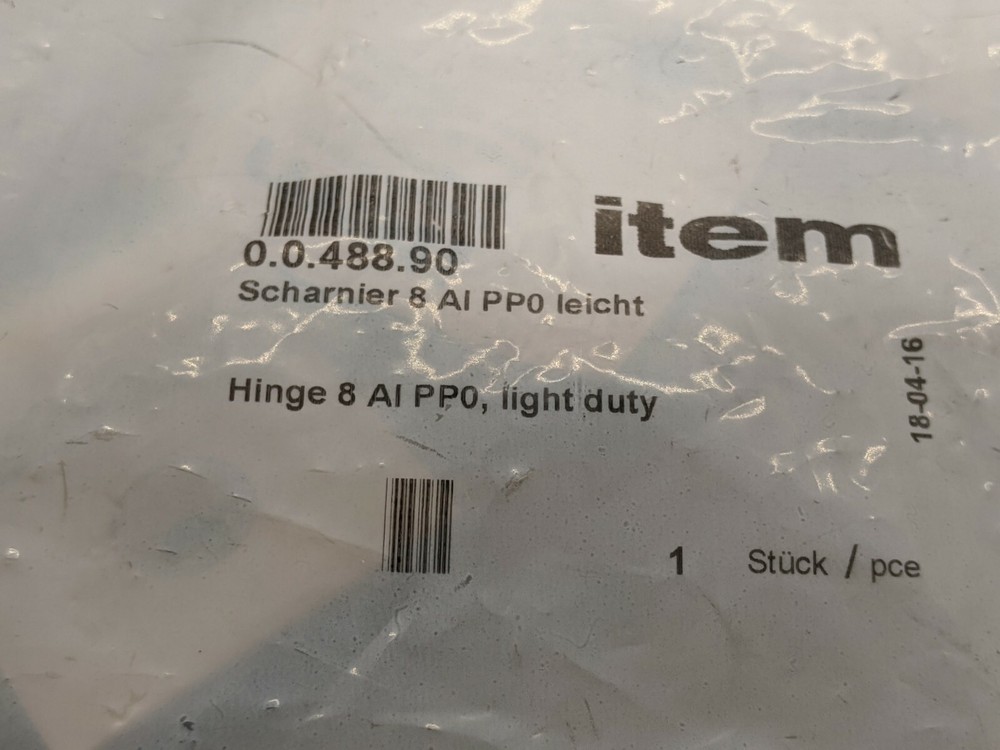 item
0.0.488.90
Scharnier 8 Al PP0 leicht
Hinge 8 Al PP0, light duty
18-04-16
1 Stück / pce